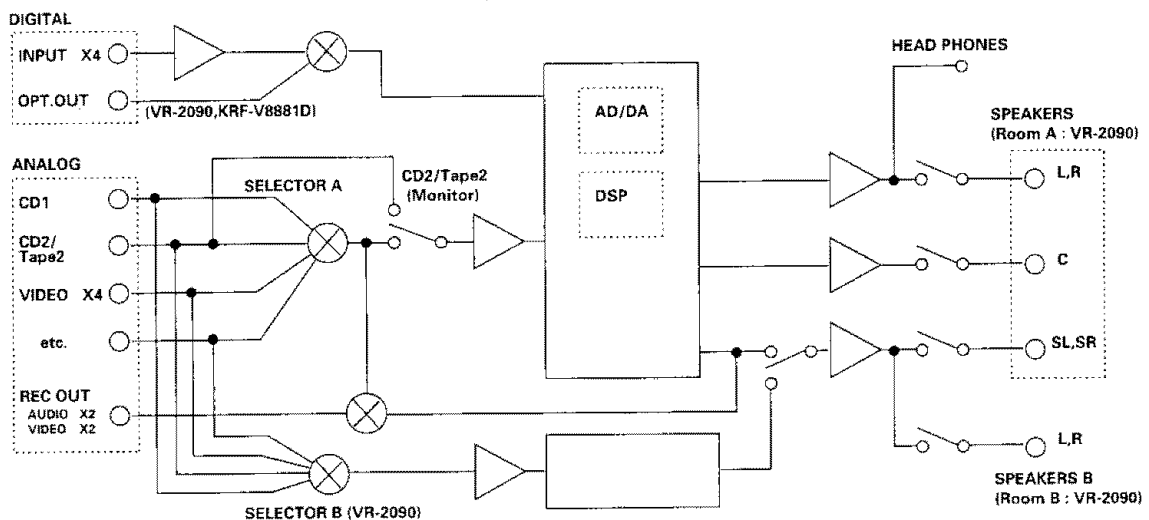 DIGITAL
INPUT X4
OPT.OUT
(VR-2090,KRF-V8881D)
ANALOG
CD1
CD2/
Tape2
VIDEO X4
etc.
REC OUT
AUDIO X2
VIDEO X2
SELECTOR A
CD2/Tape2
(Monitor)
SELECTOR B (VR-2090)
AD/DA
DSP
HEAD PHONES
SPEAKERS
(Room A : VR-2090)
L,R
C
SL,SR
L,R
SPEAKERS B
(Room B : VR-2090)